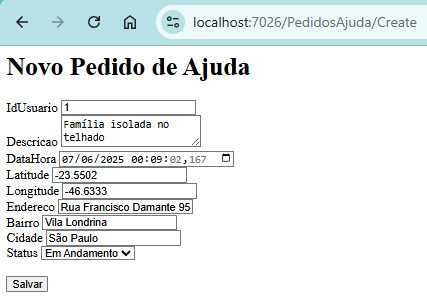 localhost:7026/PedidosAjuda/Create
Novo Pedido de Ajuda
IdUsuario 1
Descricao Família isolada no
telhado
DataHora 07/06/2025 00:09:02,167
Latitude -23.5502
Longitude -46.6333
Endereco Rua Francisco Damante 95
Bairro Vila Londrina
Cidade São Paulo
Status Em Andamento
Salvar